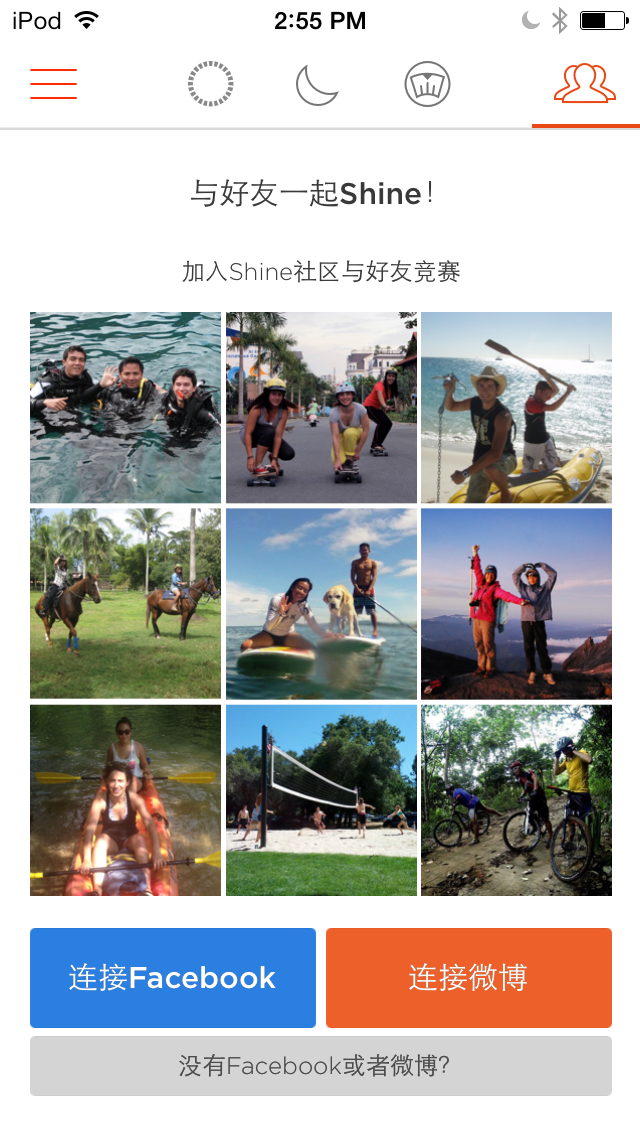 iPod 2:55 PM
与好友一起Shine!
加入Shine社区与好友竞赛
连接Facebook 连接微博
没有Facebook或者微博?